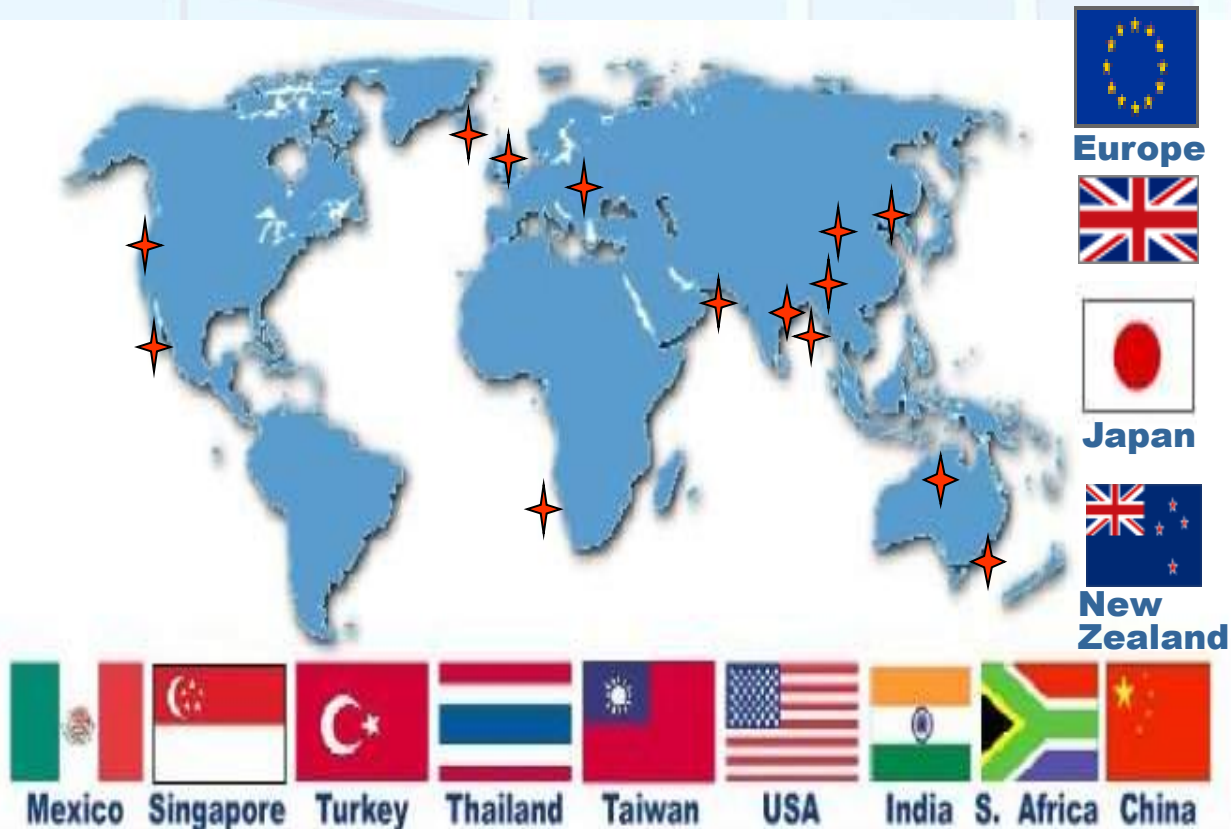 Europe
Japan
New
Zealand
Mexico Singapore Turkey Thailand Taiwan USA India S. Africa China